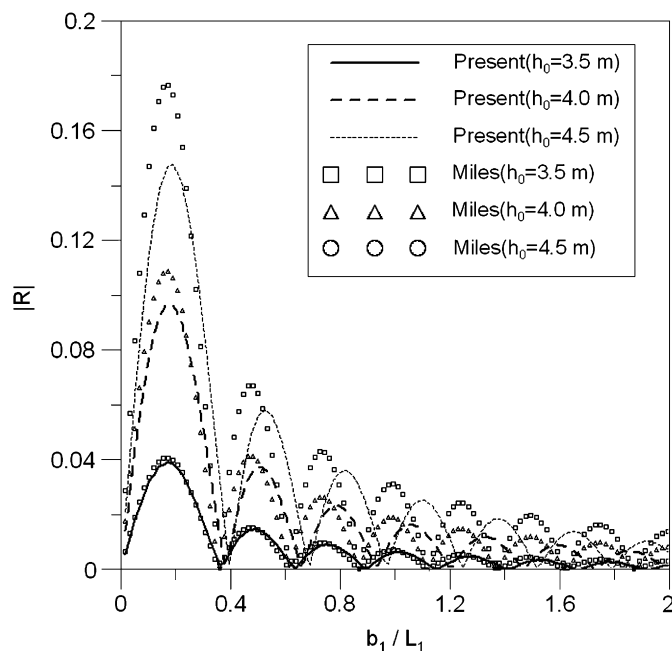 0.2
0.16
0.12
0.08
0.04
0
|R|
Present(h0=3.5 m)
Present(h0=4.0 m)
Present(h0=4.5 m)
Miles(h0=3.5 m)
Miles(h0=4.0 m)
Miles(h0=4.5 m)
0 0.4 0.8 1.2 1.6 2
b1 / L1